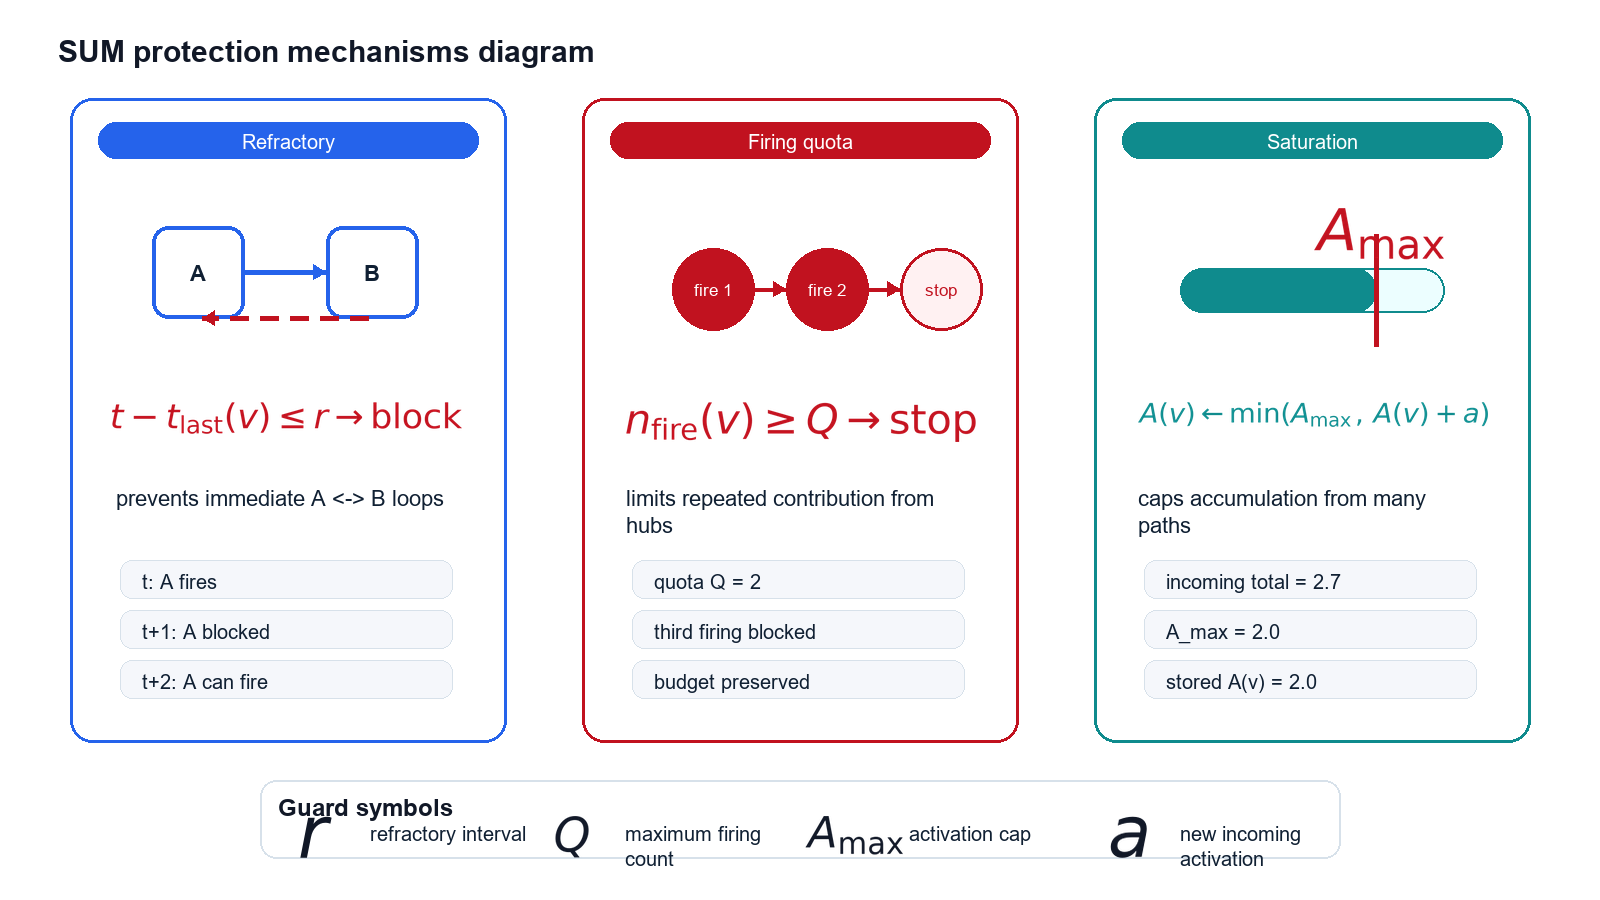 SUM protection mechanisms diagram
Refractory
A
B
t − t_last(v) ≤ r → block
prevents immediate A <-> B loops
t: A fires
t+1: A blocked
t+2: A can fire
Firing quota
fire 1
fire 2
stop
n_fire(v) ≥ Q → stop
limits repeated contribution from
hubs
quota Q = 2
third firing blocked
budget preserved
Saturation
A_max
A(v) ← min(A_max, A(v) + a)
caps accumulation from many
paths
incoming total = 2.7
A_max = 2.0
stored A(v) = 2.0
Guard symbols
r
refractory interval
Q
maximum firing
count
A_max
activation cap
a
new incoming
activation